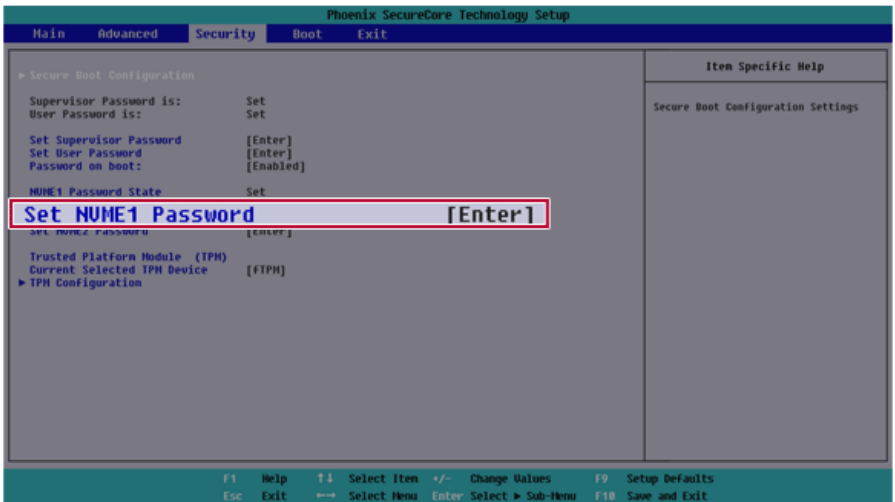 Phoenix SecureCore Technology Setup
Main Advanced Security Boot Exit
Item Specific Help
▶ Secure Boot Configuration
Supervisor Password is: Set
Secure Boot Configuration Settings
User Password is: Set
Set Supervisor Password [Enter]
Set User Password [Enter]
Password on boot: [Enabled]
NVME1 Password State Set
Set NVME1 Password [Enter]
Set NVME2 Password [Enter]
Trusted Platform Module (TPM)
Current Selected TPM Device [fTPM]
▶ TPM Configuration
F1 Help ↑↓ Select Item +/- Change Values F9 Setup Defaults
Esc Exit ←→ Select Menu Enter Select ▶ Sub-Menu F10 Save and Exit